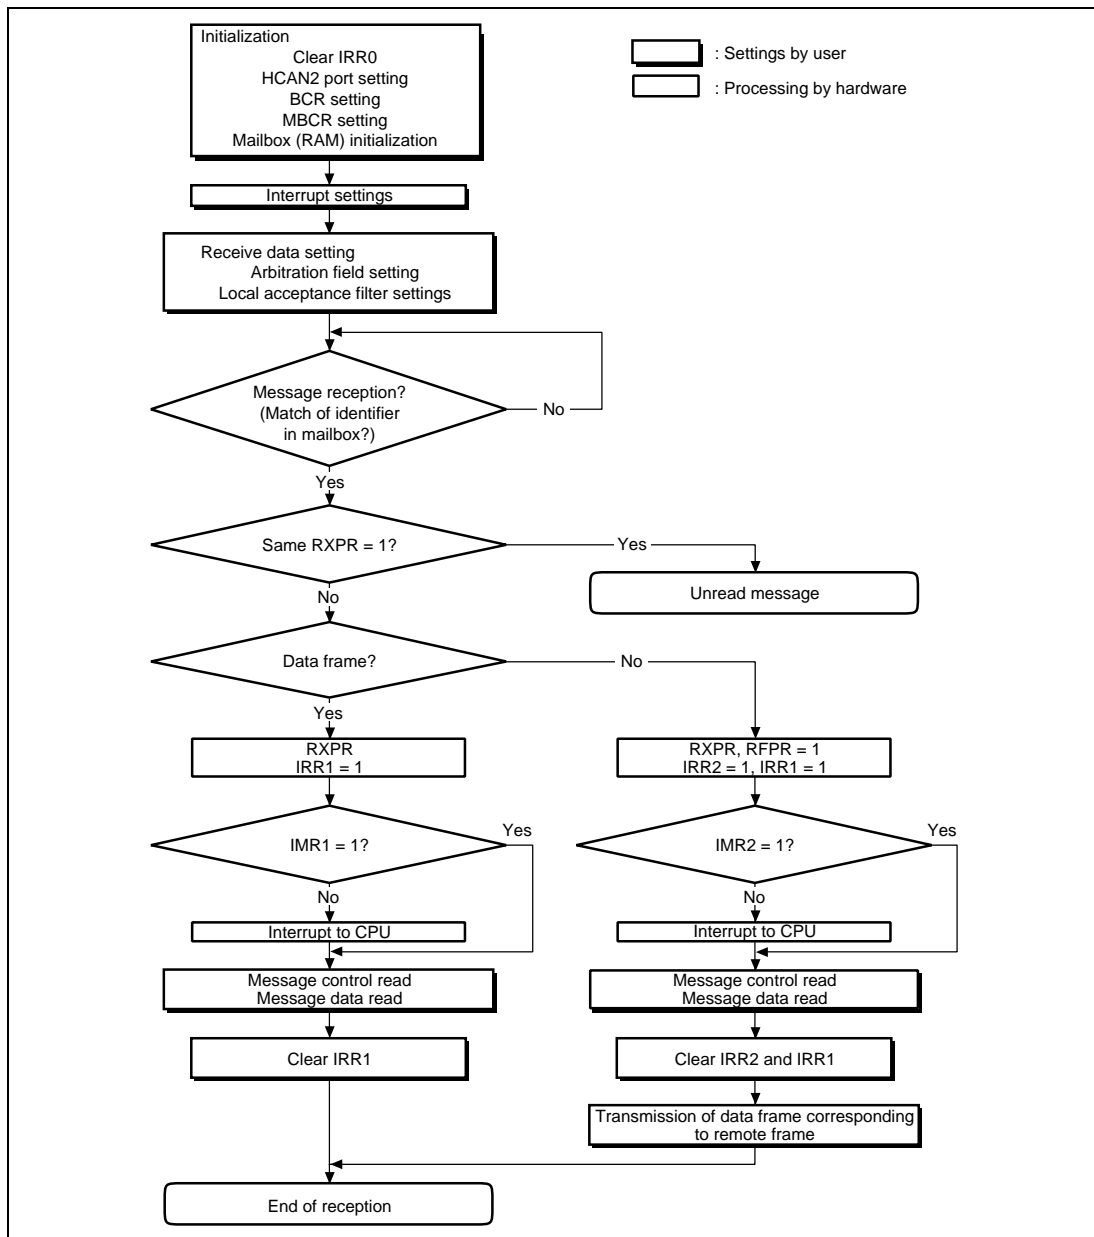 Initialization
Clear IRR0
HCAN2 port setting
BCR setting
MBCR setting
Mailbox (RAM) initialization
: Settings by user
: Processing by hardware
Interrupt settings
Receive data setting
Arbitration field setting
Local acceptance filter settings
Message reception?
(Match of identifier
in mailbox?)
No
Yes
Same RXPR = 1?
Yes
Unread message
No
Data frame?
No
Yes
RXPR
IRR1 = 1
RXPR, RFPR = 1
IRR2 = 1, IRR1 = 1
IMR1 = 1?
Yes
IMR2 = 1?
Yes
No
No
Interrupt to CPU
Interrupt to CPU
Message control read
Message data read
Message control read
Message data read
Clear IRR1
Clear IRR2 and IRR1
Transmission of data frame corresponding
to remote frame
End of reception